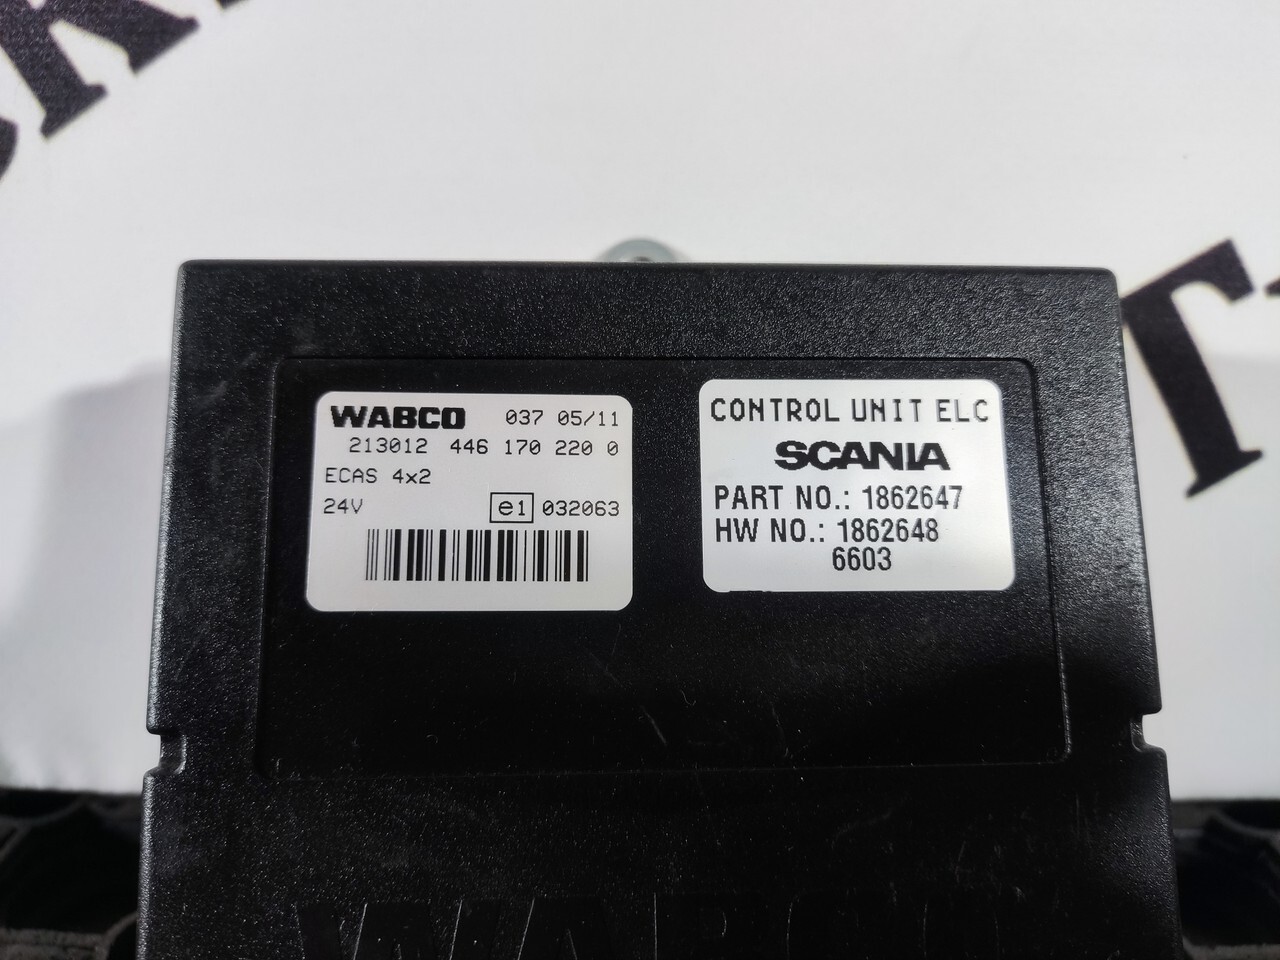 WABCO 037 05/11
213012 446 170 220 0
ECAS 4x2
24V e1 032063
CONTROL UNIT ELC
SCANIA
PART NO.: 1862647
HW NO.: 1862648
6603
WABCO